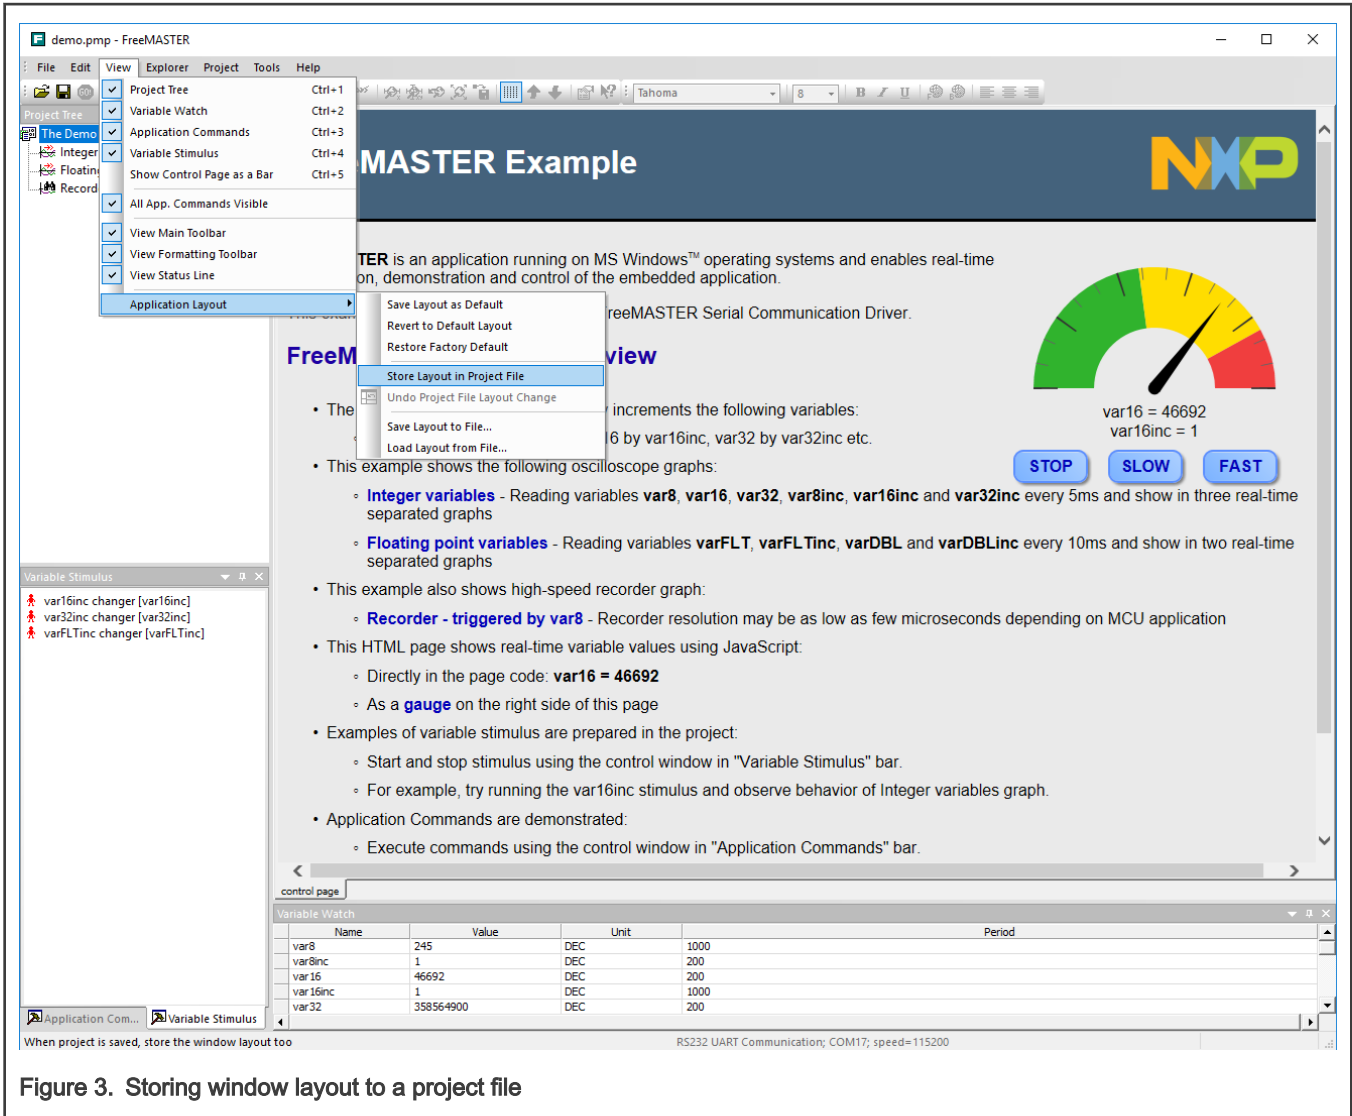 demo.pmp - FreeMASTER
File Edit View Explorer Project Tools Help
Tahoma 8 B I U
Project Tree
The Demo
Integer
Floating
Record
Project Tree Ctrl+1
Variable Watch Ctrl+2
Application Commands Ctrl+3
Variable Stimulus Ctrl+4
Show Control Page as a Bar Ctrl+5
All App. Commands Visible
View Main Toolbar
View Formatting Toolbar
View Status Line
Application Layout
Save Layout as Default
Revert to Default Layout
Restore Factory Default
Store Layout in Project File
Undo Project File Layout Change
Save Layout to File...
Load Layout from File...
eMASTER Example
NXP
TER is an application running on MS Windows™ operating systems and enables real-time
on, demonstration and control of the embedded application.
reeMASTER Serial Communication Driver.
FreeM view
• The y increments the following variables:
◦ 16 by var16inc, var32 by var32inc etc.
• This example shows the following oscilloscope graphs:
◦ Integer variables - Reading variables var8, var16, var32, var8inc, var16inc and var32inc every 5ms and show in three real-time
separated graphs
◦ Floating point variables - Reading variables varFLT, varFLTinc, varDBL and varDBLinc every 10ms and show in two real-time
separated graphs
• This example also shows high-speed recorder graph:
◦ Recorder - triggered by var8 - Recorder resolution may be as low as few microseconds depending on MCU application
• This HTML page shows real-time variable values using JavaScript:
◦ Directly in the page code: var16 = 46692
◦ As a gauge on the right side of this page
• Examples of variable stimulus are prepared in the project:
◦ Start and stop stimulus using the control window in "Variable Stimulus" bar.
◦ For example, try running the var16inc stimulus and observe behavior of Integer variables graph.
• Application Commands are demonstrated:
◦ Execute commands using the control window in "Application Commands" bar.
var16 = 46692
var16inc = 1
STOP SLOW FAST
control page
Variable Stimulus
var16inc changer [var16inc]
var32inc changer [var32inc]
varFLTinc changer [varFLTinc]
Application Com... Variable Stimulus
Variable Watch
Name Value Unit Period
var8 245 DEC 1000
var8inc 1 DEC 200
var16 46692 DEC 200
var16inc 1 DEC 1000
var32 358564900 DEC 200
When project is saved, store the window layout too
RS232 UART Communication; COM17; speed=115200
Figure 3. Storing window layout to a project file